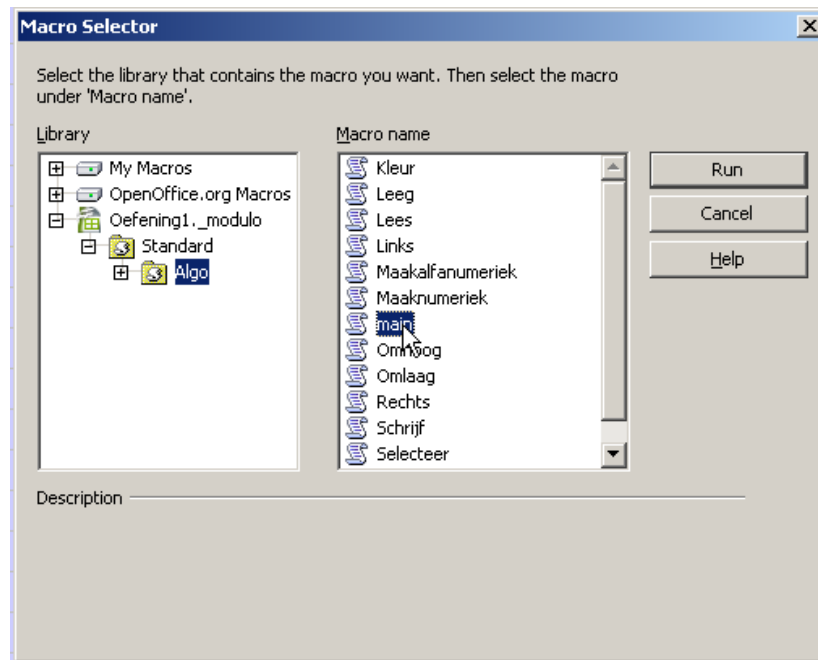 Macro Selector
Select the library that contains the macro you want. Then select the macro
under 'Macro name'.
Library
My Macros
OpenOffice.org Macros
Oefening1._modulo
Standard
Algo
Macro name
Kleur
Leeg
Lees
Links
Maakalfanumeriek
Maaknumeriek
main
Omhoog
Omlaag
Rechts
Schrijf
Selecteer
Run
Cancel
Help
Description